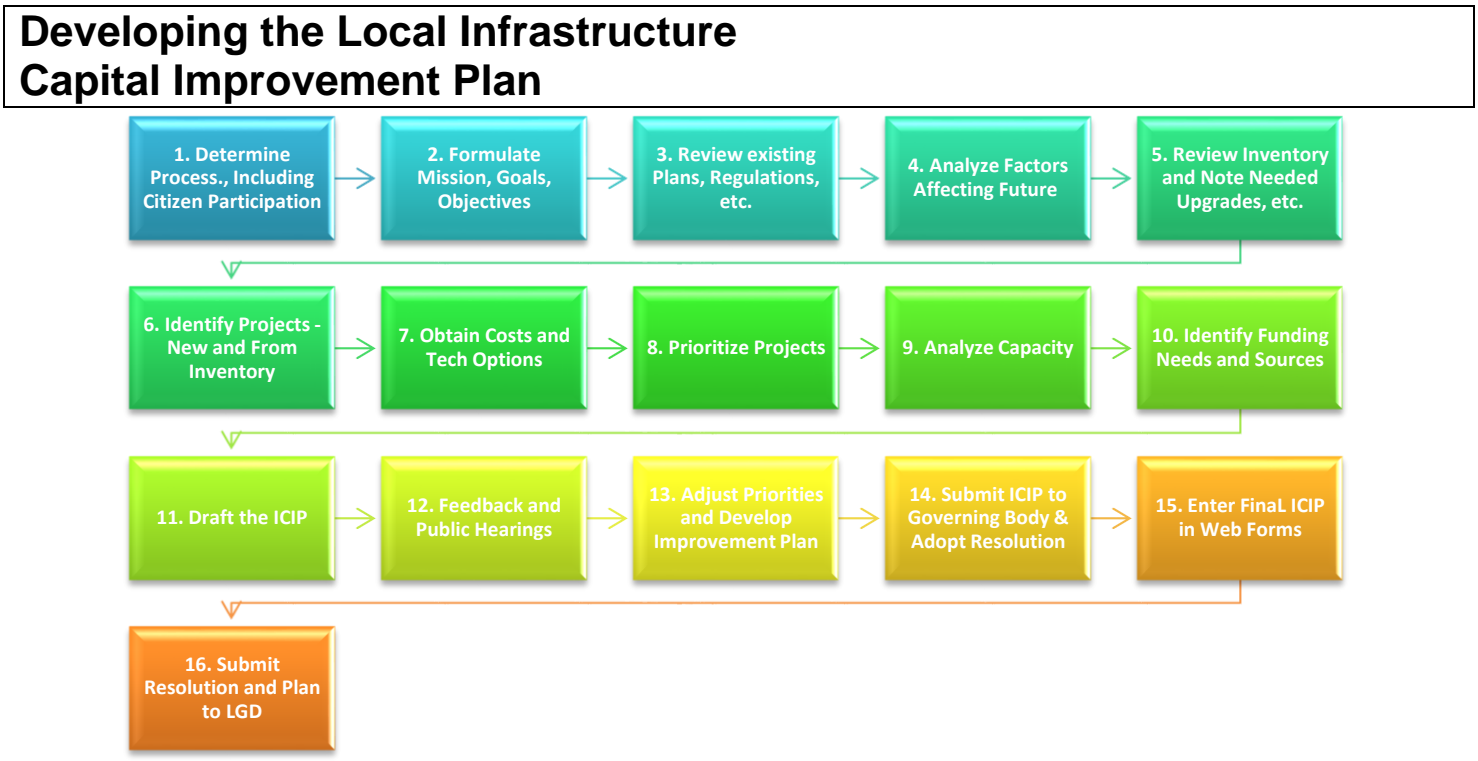 Developing the Local Infrastructure
Capital Improvement Plan
1. Determine
Process., Including
Citizen Participation
2. Formulate
Mission, Goals,
Objectives
3. Review existing
Plans, Regulations,
etc.
4. Analyze Factors
Affecting Future
5. Review Inventory
and Note Needed
Upgrades, etc.
6. Identify Projects -
New and From
Inventory
7. Obtain Costs and
Tech Options
8. Prioritize Projects
9. Analyze Capacity
10. Identify Funding
Needs and Sources
11. Draft the ICIP
12. Feedback and
Public Hearings
13. Adjust Priorities
and Develop
Improvement Plan
14. Submit ICIP to
Governing Body &
Adopt Resolution
15. Enter FinaL ICIP
in Web Forms
16. Submit
Resolution and Plan
to LGD